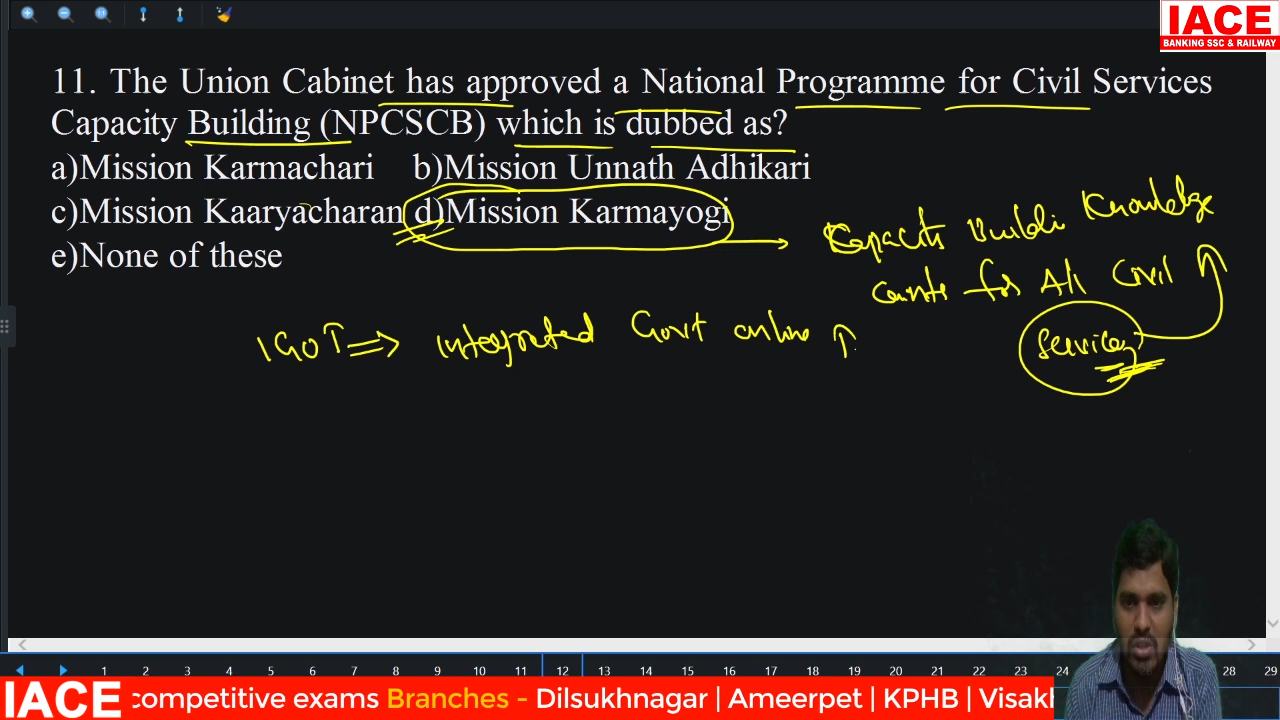 IACE
BANKING SSC & RAILWAY
11. The Union Cabinet has approved a National Programme for Civil Services
Capacity Building (NPCSCB) which is dubbed as?
a)Mission Karmachari b)Mission Unnath Adhikari
c)Mission Kaaryacharan d)Mission Karmayogi
e)None of these
Capacity Buildi Knowledge
for All Civil
Services
IGOT => integrated Govt online
1 2 3 4 5 6 7 8 9 10 11 12 13 14 15 16 17 18 19 20 21 22 23 24 28 29
IACE competitive exams Branches - Dilsukhnagar | Ameerpet | KPHB | Visakh